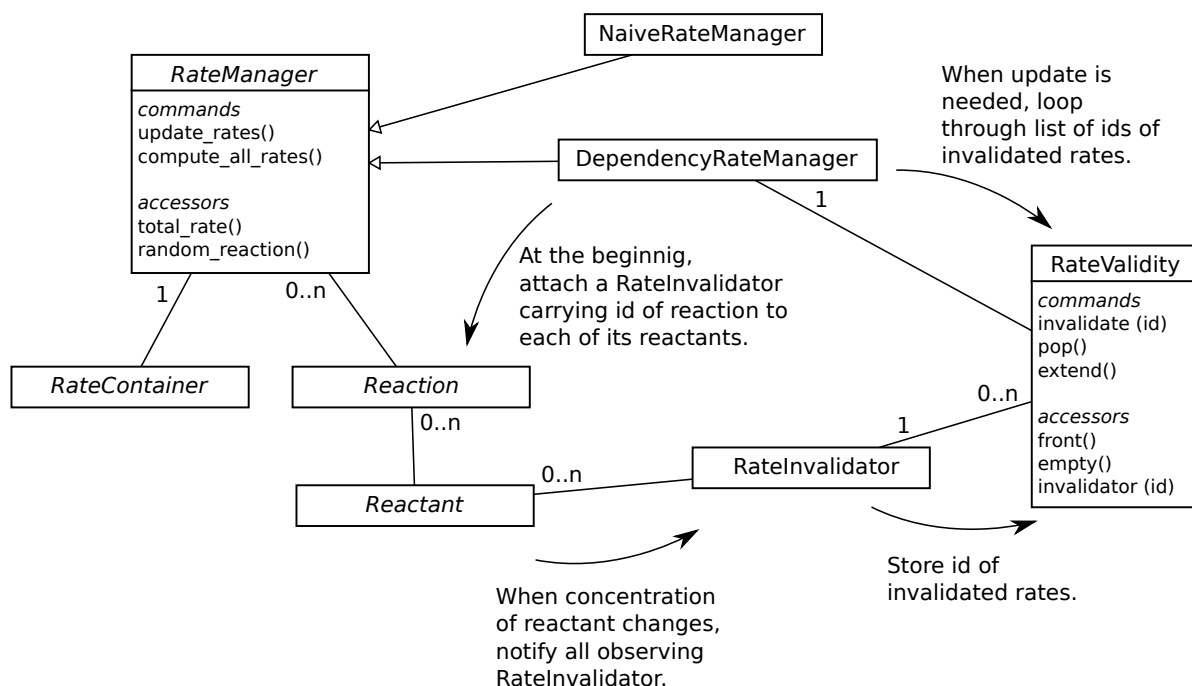 NaiveRateManager
RateManager
commands
update_rates()
compute_all_rates()
accessors
total_rate()
random_reaction()
When update is
needed, loop
through list of ids of
invalidated rates.
DependencyRateManager
1
At the beginnig,
attach a RateInvalidator
carrying id of reaction to
each of its reactants.
RateValidity
commands
invalidate (id)
pop()
extend()
accessors
front()
empty()
invalidator (id)
1
0..n
RateContainer
Reaction
0..n
0..n
1
Reactant
0..n
RateInvalidator
When concentration
of reactant changes,
notify all observing
RateInvalidator.
Store id of
invalidated rates.